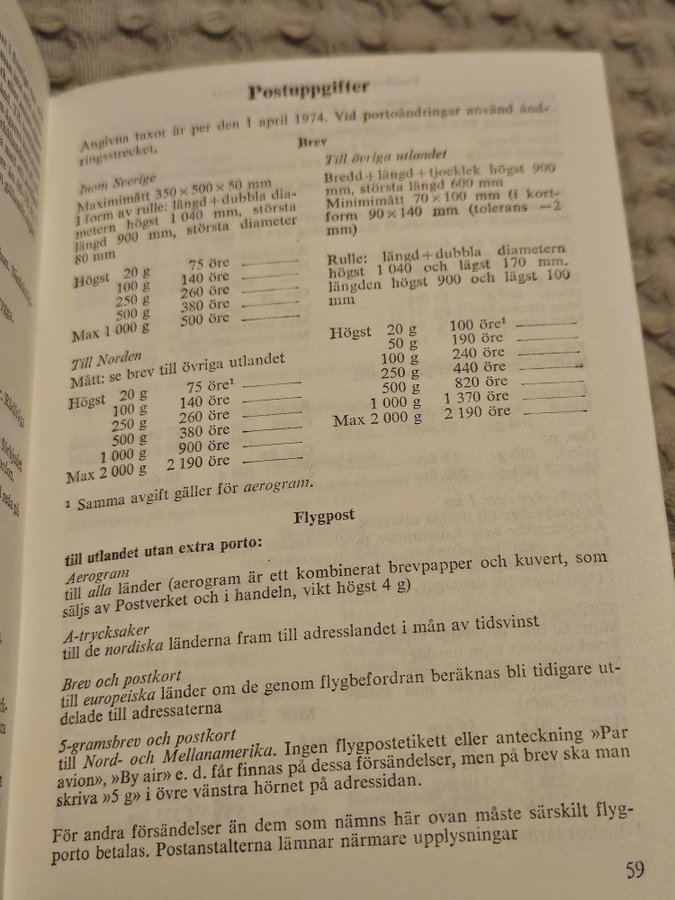 Postuppgifter
Angivna taxor är per den 1 april 1974. Vid portoändringar använd änd-
ringsstrecket.
Brev
Inom Sverige
Maximimått 350 × 500 × 50 mm
I form av rulle: längd + dubbla dia-
metern högst 1 040 mm, största
längd 900 mm, största diameter
80 mm
Högst 20 g 75 öre
100 g 140 öre
250 g 260 öre
500 g 380 öre
Max 1 000 g 500 öre
Till Norden
Mått: se brev till övriga utlandet
Högst 20 g 75 öre¹
100 g 140 öre
250 g 260 öre
500 g 380 öre
1 000 g 900 öre
Max 2 000 g 2 190 öre
Till övriga utlandet
Bredd + längd + tjocklek högst 900
mm, största längd 600 mm
Minimimått 70 × 100 mm (i kort-
form 90 × 140 mm (tolerans —2
mm)
Rulle: längd + dubbla diametern
högst 1 040 och lägst 170 mm.
längden högst 900 och lägst 100
mm
Högst 20 g 100 öre¹
50 g 190 öre
100 g 240 öre
250 g 440 öre
500 g 820 öre
1 000 g 1 370 öre
Max 2 000 g 2 190 öre
¹ Samma avgift gäller för aerogram.
Flygpost
till utlandet utan extra porto:
Aerogram
till alla länder (aerogram är ett kombinerat brevpapper och kuvert, som
säljs av Postverket och i handeln, vikt högst 4 g)
A-trycksaker
till de nordiska länderna fram till adresslandet i mån av tidsvinst
Brev och postkort
till europeiska länder om de genom flygbefordran beräknas bli tidigare ut-
delade till adressaterna
5-gramsbrev och postkort
till Nord- och Mellanamerika. Ingen flygpostetikett eller anteckning »Par
avion», »By air» e. d. får finnas på dessa försändelser, men på brev ska man
skriva »5 g» i övre vänstra hörnet på adressidan.
För andra försändelser än dem som nämns här ovan måste särskilt flyg-
porto betalas. Postanstalterna lämnar närmare upplysningar
59